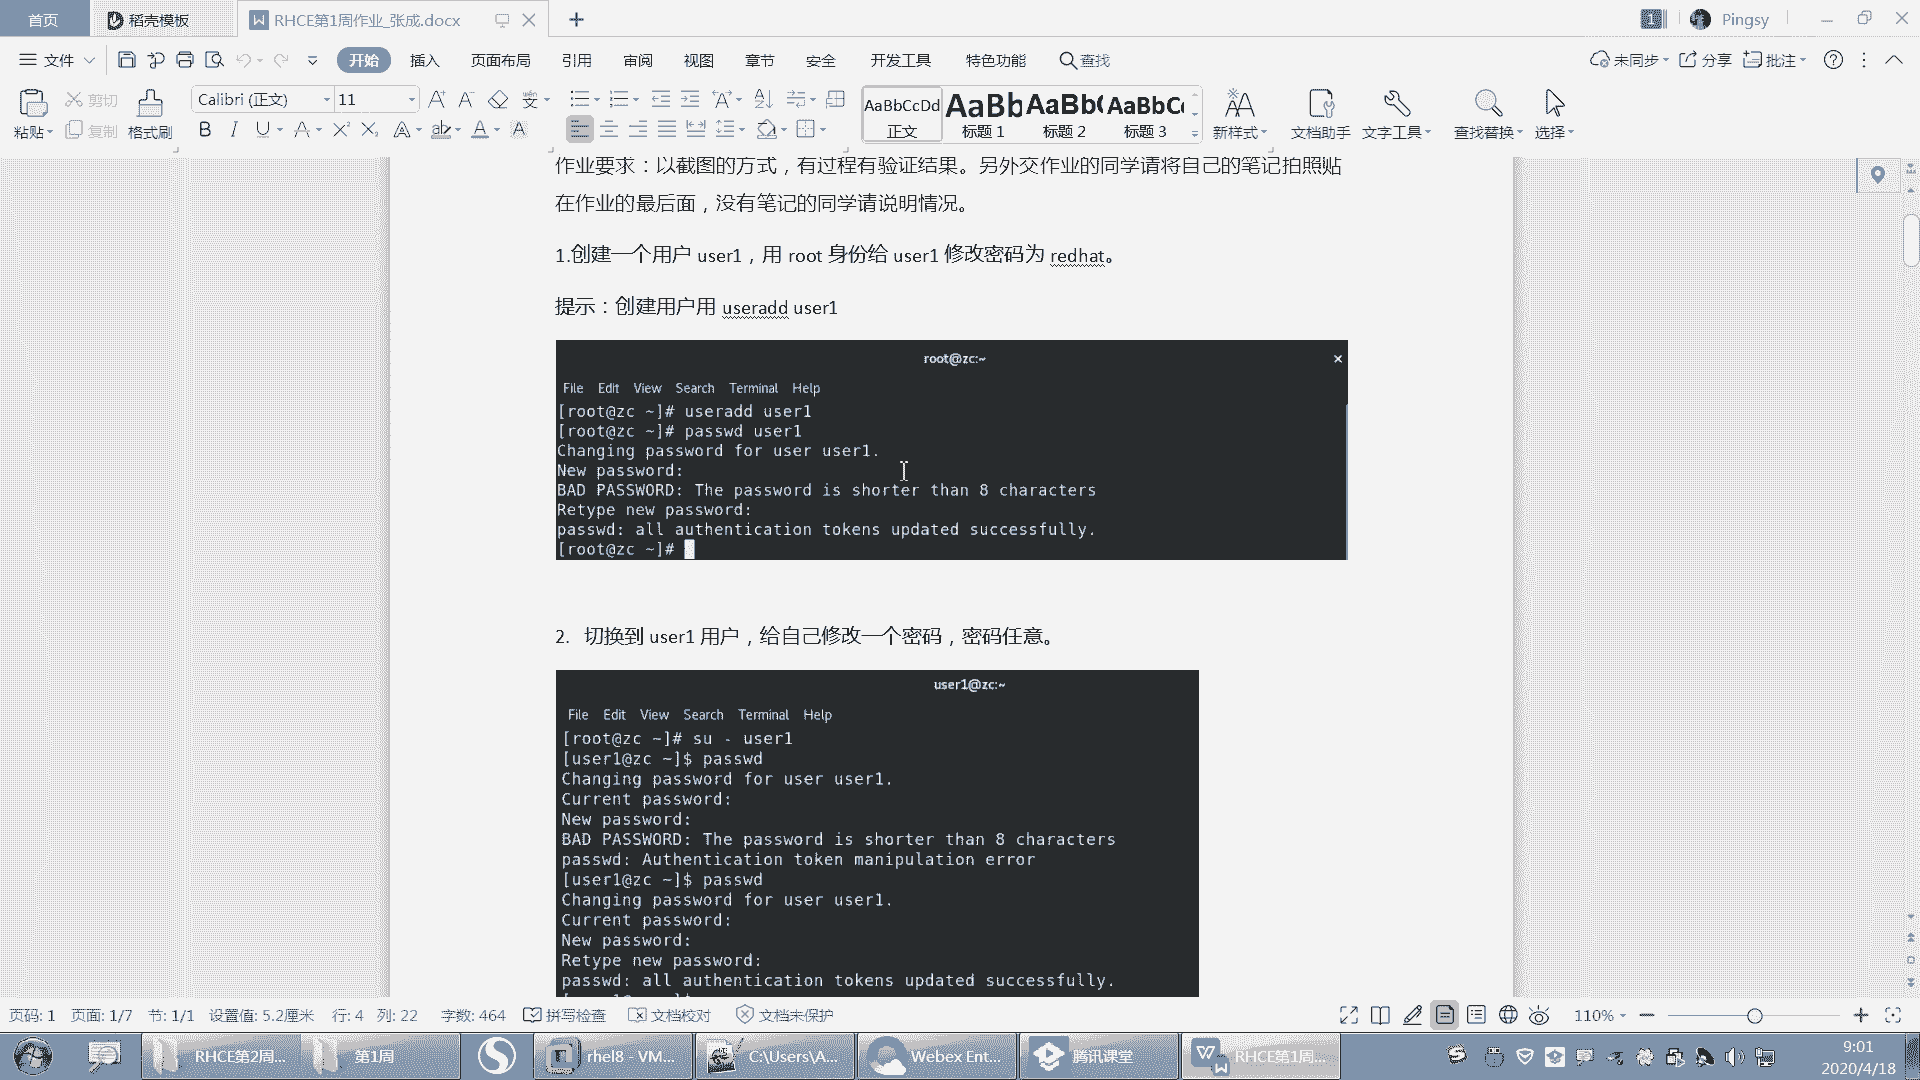 首页
稻壳模板
RHCE第1周作业_张成.docx
1
Pingsy
文件
开始
插入
页面布局
引用
审阅
视图
章节
安全
开发工具
特色功能
查找
未同步
分享
批注
粘贴
剪切
复制
格式刷
Calibri (正文)
11
AaBbCcDd
正文
AaBb
标题 1
AaBb(
标题 2
AaBbC
标题 3
新样式
文档助手
文字工具
查找替换
选择
作业要求：以截图的方式，有过程有验证结果。另外交作业的同学请将自己的笔记拍照贴
在作业的最后面，没有笔记的同学请说明情况。
1.创建一个用户 user1，用 root 身份给 user1 修改密码为 redhat。
提示：创建用户用 useradd user1
root@zc:~
File Edit View Search Terminal Help
[root@zc ~]# useradd user1
[root@zc ~]# passwd user1
Changing password for user user1.
New password:
BAD PASSWORD: The password is shorter than 8 characters
Retype new password:
passwd: all authentication tokens updated successfully.
[root@zc ~]#
2. 切换到 user1 用户，给自己修改一个密码，密码任意。
user1@zc:~
File Edit View Search Terminal Help
[root@zc ~]# su - user1
[user1@zc ~]$ passwd
Changing password for user user1.
Current password:
New password:
BAD PASSWORD: The password is shorter than 8 characters
passwd: Authentication token manipulation error
[user1@zc ~]$ passwd
Changing password for user user1.
Current password:
New password:
Retype new password:
passwd: all authentication tokens updated successfully.
页码: 1 页面: 1/7 节: 1/1 设置值: 5.2厘米 行: 4 列: 22 字数: 464 拼写检查 文档校对 文档未保护
110%
RHCE第2周...
第1周
rhel8 - VM...
C:\Users\A...
Webex Ent...
腾讯课堂
RHCE第1周...
9:01
2020/4/18